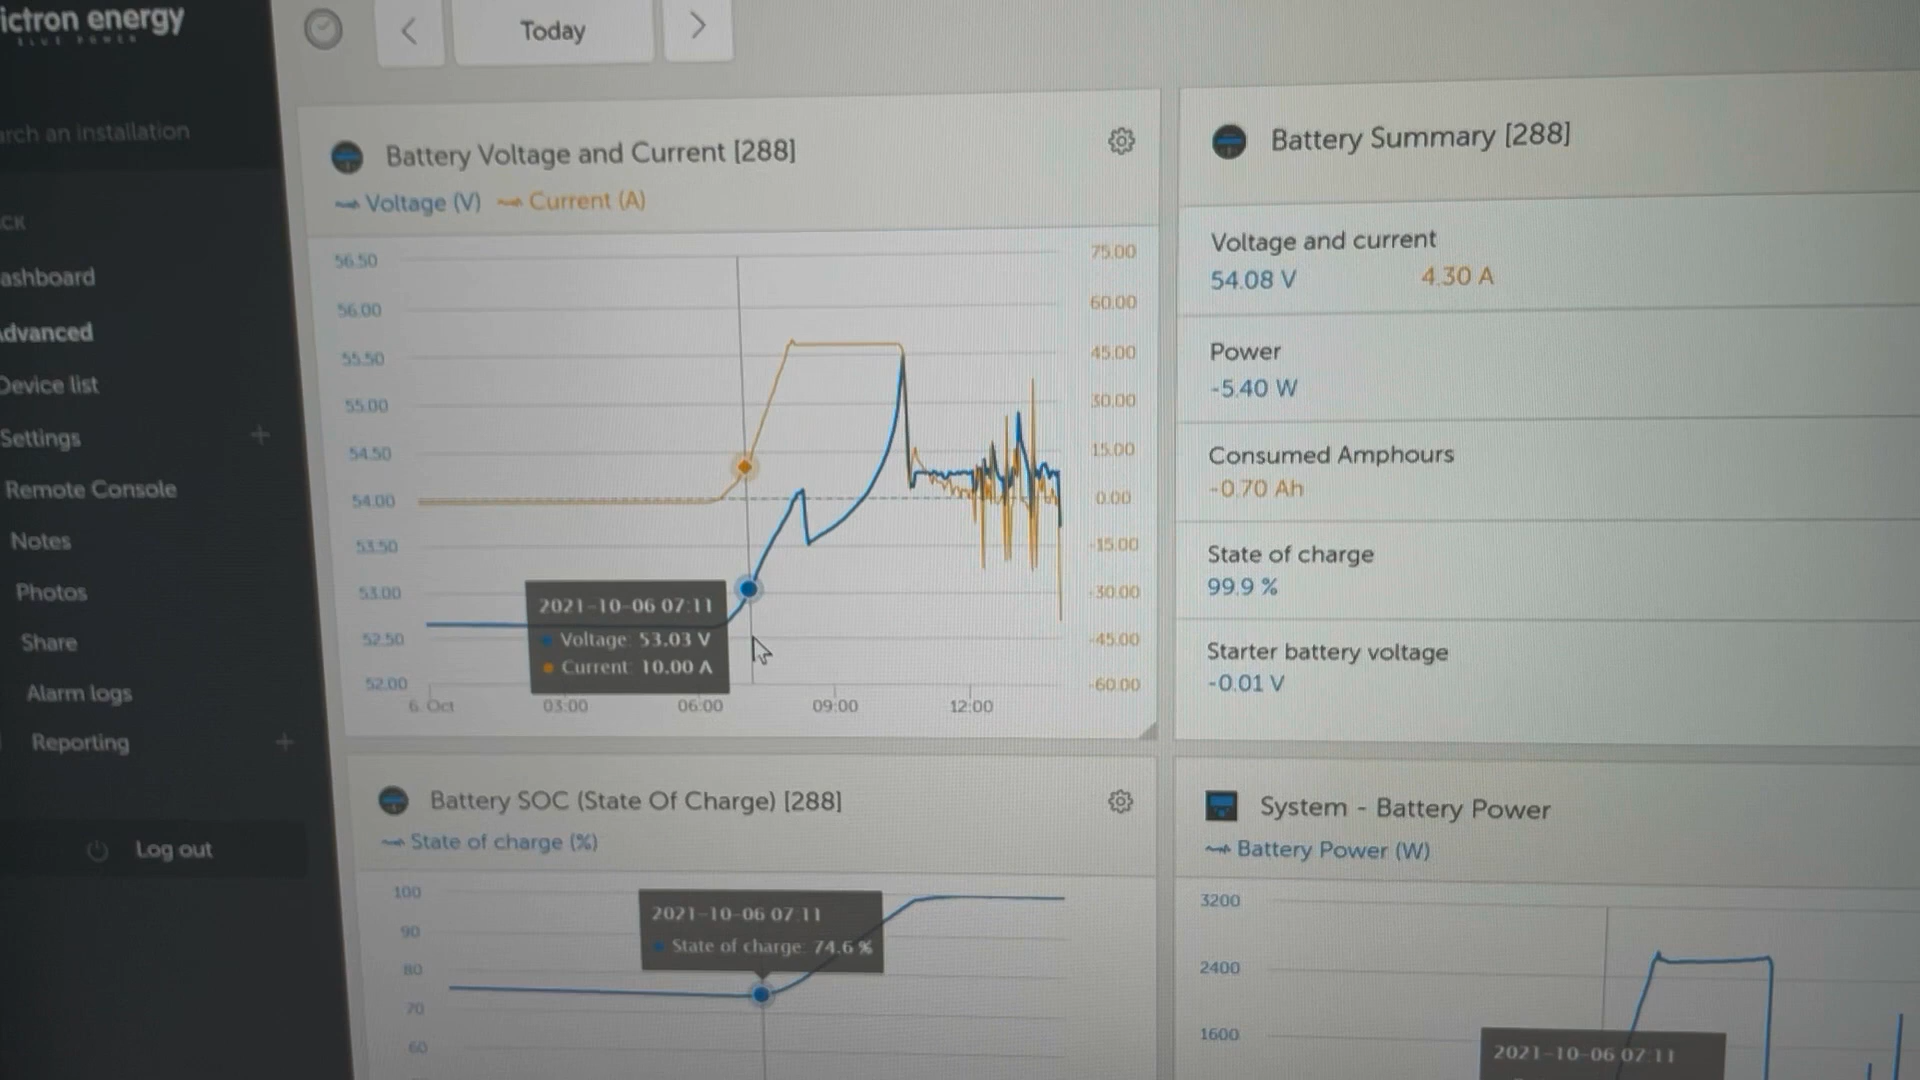 ictron energy
BLUE POWER
Today
arch an installation
CK
ashboard
Advanced
Device list
Settings
Remote Console
Notes
Photos
Share
Alarm logs
Reporting
Log out
Battery Voltage and Current [288]
Voltage (V) Current (A)
56.50
56.00
55.50
55.00
54.50
54.00
53.50
53.00
52.50
52.00
75.00
60.00
45.00
30.00
15.00
0.00
-15.00
-30.00
-45.00
-60.00
2021-10-06 07:11
Voltage: 53.03 V
Current: 10.00 A
6. Oct 03:00 06:00 09:00 12:00
Battery Summary [288]
Voltage and current
54.08 V 4.30 A
Power
-5.40 W
Consumed Amphours
-0.70 Ah
State of charge
99.9 %
Starter battery voltage
-0.01 V
Battery SOC (State Of Charge) [288]
State of charge (%)
100
90
80
70
60
2021-10-06 07:11
State of charge: 74.6 %
System - Battery Power
Battery Power (W)
3200
2400
1600
2021-10-06 07:11